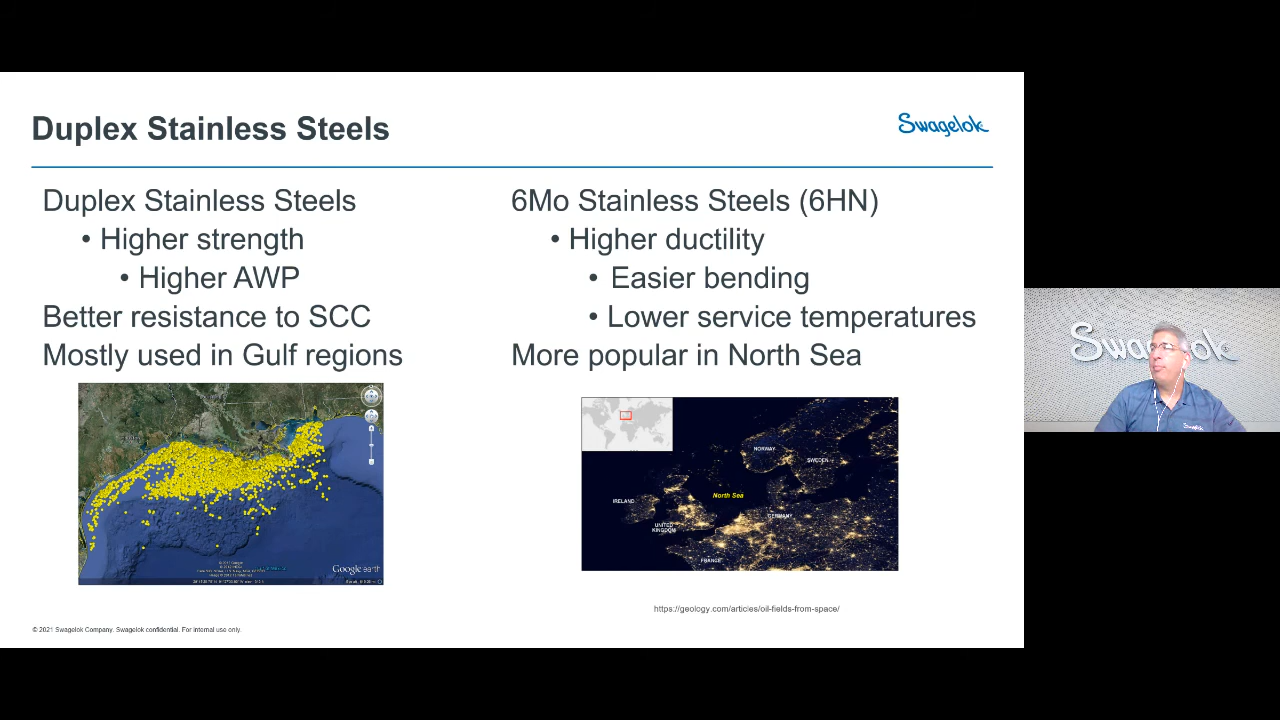 Duplex Stainless Steels
Swagelok
Duplex Stainless Steels
• Higher strength
• Higher AWP
Better resistance to SCC
Mostly used in Gulf regions
6Mo Stainless Steels (6HN)
• Higher ductility
• Easier bending
• Lower service temperatures
More popular in North Sea
Google earth
NORWAY
SWEDEN
North Sea
IRELAND
UNITED
KINGDOM
GERMANY
FRANCE
https://geology.com/articles/oil-fields-from-space/
© 2021 Swagelok Company. Swagelok confidential. For internal use only.
Swagelok
Swagelok